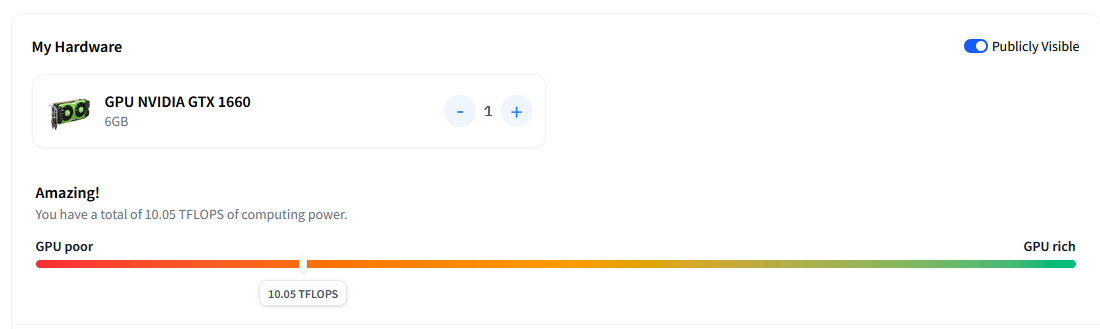 My Hardware
Publicly Visible
GPU NVIDIA GTX 1660
6GB
- 1 +
Amazing!
You have a total of 10.05 TFLOPS of computing power.
GPU poor
GPU rich
10.05 TFLOPS